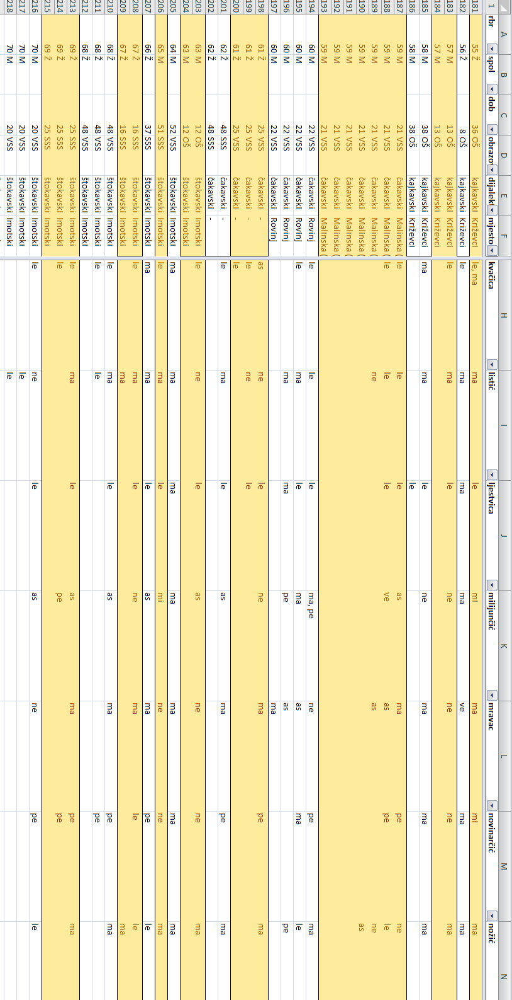 A B C D E F H I J K L M N
1 rbr spol dob obrazo dijalek mjesto kvačica listić ljestvica milijunčić mravac novinarčić nožić
181 55 Ž 36 OŠ kajkavski Križevci le, ma ma le mi ma mi ma
182 56 Ž 8 OŠ kajkavski Križevci le ma ma ma ve ma ma
183 57 M 13 OŠ kajkavski Križevci le ma le ne ne ne ma
184 57 M 13 OŠ kajkavski Križevci
185 58 M 38 OŠ kajkavski Križevci ma ma le ne ma ma ma
186 58 M 38 OŠ kajkavski Križevci le
187 59 M 21 VSS čakavski Malinska ( le le le as ma pe ne
188 59 M 21 VSS čakavski Malinska ( le le le ve as pe le
189 59 M 21 VSS čakavski Malinska ( ne as ne
190 59 M 21 VSS čakavski Malinska ( as
191 59 M 21 VSS čakavski Malinska (
192 59 M 21 VSS čakavski Malinska (
193 59 M 21 VSS čakavski Malinska (
194 60 M 22 VSS čakavski Rovinj le le le ma, pe ne pe ma
195 60 M 22 VSS čakavski Rovinj le ma le ma as ma le
196 60 M 22 VSS čakavski Rovinj ma ma pe as pe
197 60 M 22 VSS čakavski Rovinj ma
198 61 Ž 25 VSS čakavski - as ne le ne ma pe ma
199 61 Ž 25 VSS čakavski - le ne le
200 61 Ž 25 VSS čakavski - le
201 62 Ž 48 SSS čakavski - le ma le as pe ma
202 62 Ž 48 SSS čakavski -
203 63 M 12 OŠ štokavski Imotski le ne le as ne ne ma
204 63 M 12 OŠ štokavski Imotski
205 64 M 52 VSS štokavski Imotski ma ma ma ma ma ma ma
206 65 M 51 SSS štokavski Imotski le ma le mi ne ne ma
207 66 Ž 37 SSS štokavski Imotski ma ma le as ma pe le
208 67 Ž 16 SSS štokavski Imotski le ma le ne ma le le
209 67 Ž 16 SSS štokavski Imotski ma ma
210 68 Ž 48 VSS štokavski Imotski le ma le as ma pe ma
211 68 Ž 48 VSS štokavski Imotski le le pe
212 68 Ž 48 VSS štokavski Imotski
213 69 Ž 25 SSS štokavski Imotski le ma le as ma pe ma
214 69 Ž 25 SSS štokavski Imotski le pe pe
215 69 Ž 25 SSS štokavski Imotski
216 70 M 20 VSS štokavski Imotski le ne le as ne pe le
217 70 M 20 VSS štokavski Imotski le
218 70 M 20 VSS štokavski Imotski le